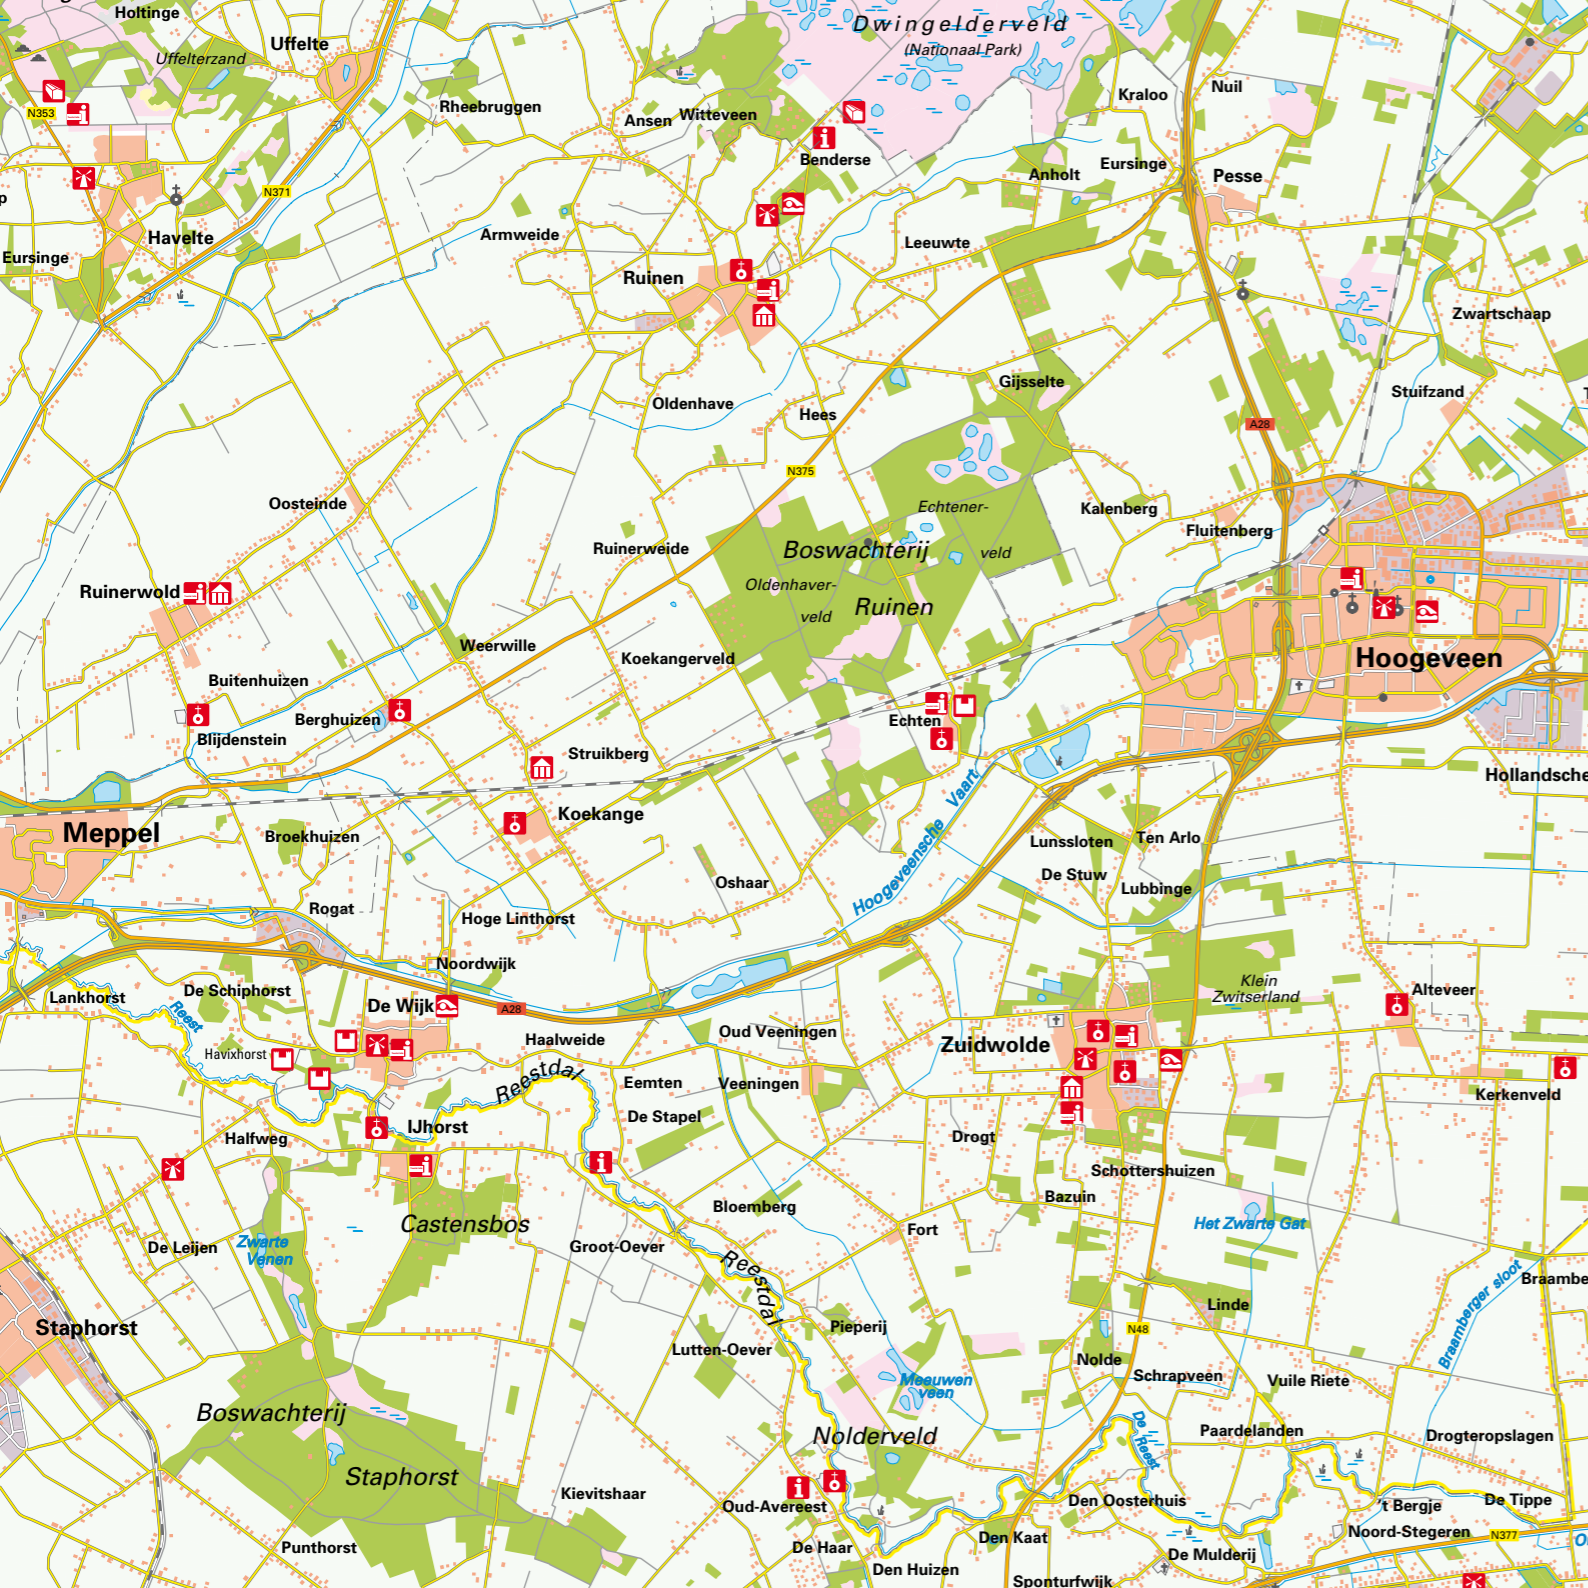 Holtinge
Uffelte
Uffelterzand
Dwingelderveld
(Nationaal Park)
Rheebruggen
Ansen
Witteveen
Kraloo
Nuil
N353
Benderse
Anholt
Eursinge
Pesse
N371
Havelte
Armweide
Leeuwte
Eursinge
Ruinen
Zwartschaap
Gijsselte
Stuifzand
Oldenhave
Hees
A28
N375
Oosteinde
Echtener-
veld
Kalenberg
Fluitenberg
Ruinerweide
Boswachterij
Ruinen
Oldenhaver-
veld
Ruinerwold
Weerwille
Koekangerveld
Hoogeveen
Buitenhuizen
Berghuizen
Echten
Blijdenstein
Struikberg
Hoogeveensche Vaart
Hollandsche
Meppel
Koekange
Broekhuizen
Lunssloten
Ten Arlo
De Stuw
Lubbinge
Oshaar
Rogat
Hoge Linthorst
Noordwijk
Klein
Zwitserland
Alteveer
Lankhorst
De Schiphorst
De Wijk
A28
Reest
Oud Veeningen
Zuidwolde
Haalweide
Havixhorst
Reestdal
Eemten
Veeningen
Kerkenveld
De Stapel
IJhorst
Halfweg
Drogt
Schottershuizen
Bazuin
Bloemberg
Castensbos
Het Zwarte Gat
Fort
De Leijen
Zwarte
Venen
Groot-Oever
Reestdal
Braamberger sloot
Braambe
Linde
Staphorst
Pieperij
N48
Lutten-Oever
Nolde
Schrapveen
Vuile Riete
Meeuwen
veen
Boswachterij
Staphorst
Nolderveld
De Reest
Paardelanden
Drogteropslagen
Kievitshaar
Oud-Avereest
Den Oosterhuis
't Bergje
De Tippe
Noord-Stegeren
N377
Den Kaat
Punthorst
De Haar
De Mulderij
Den Huizen
Sponturfwijk